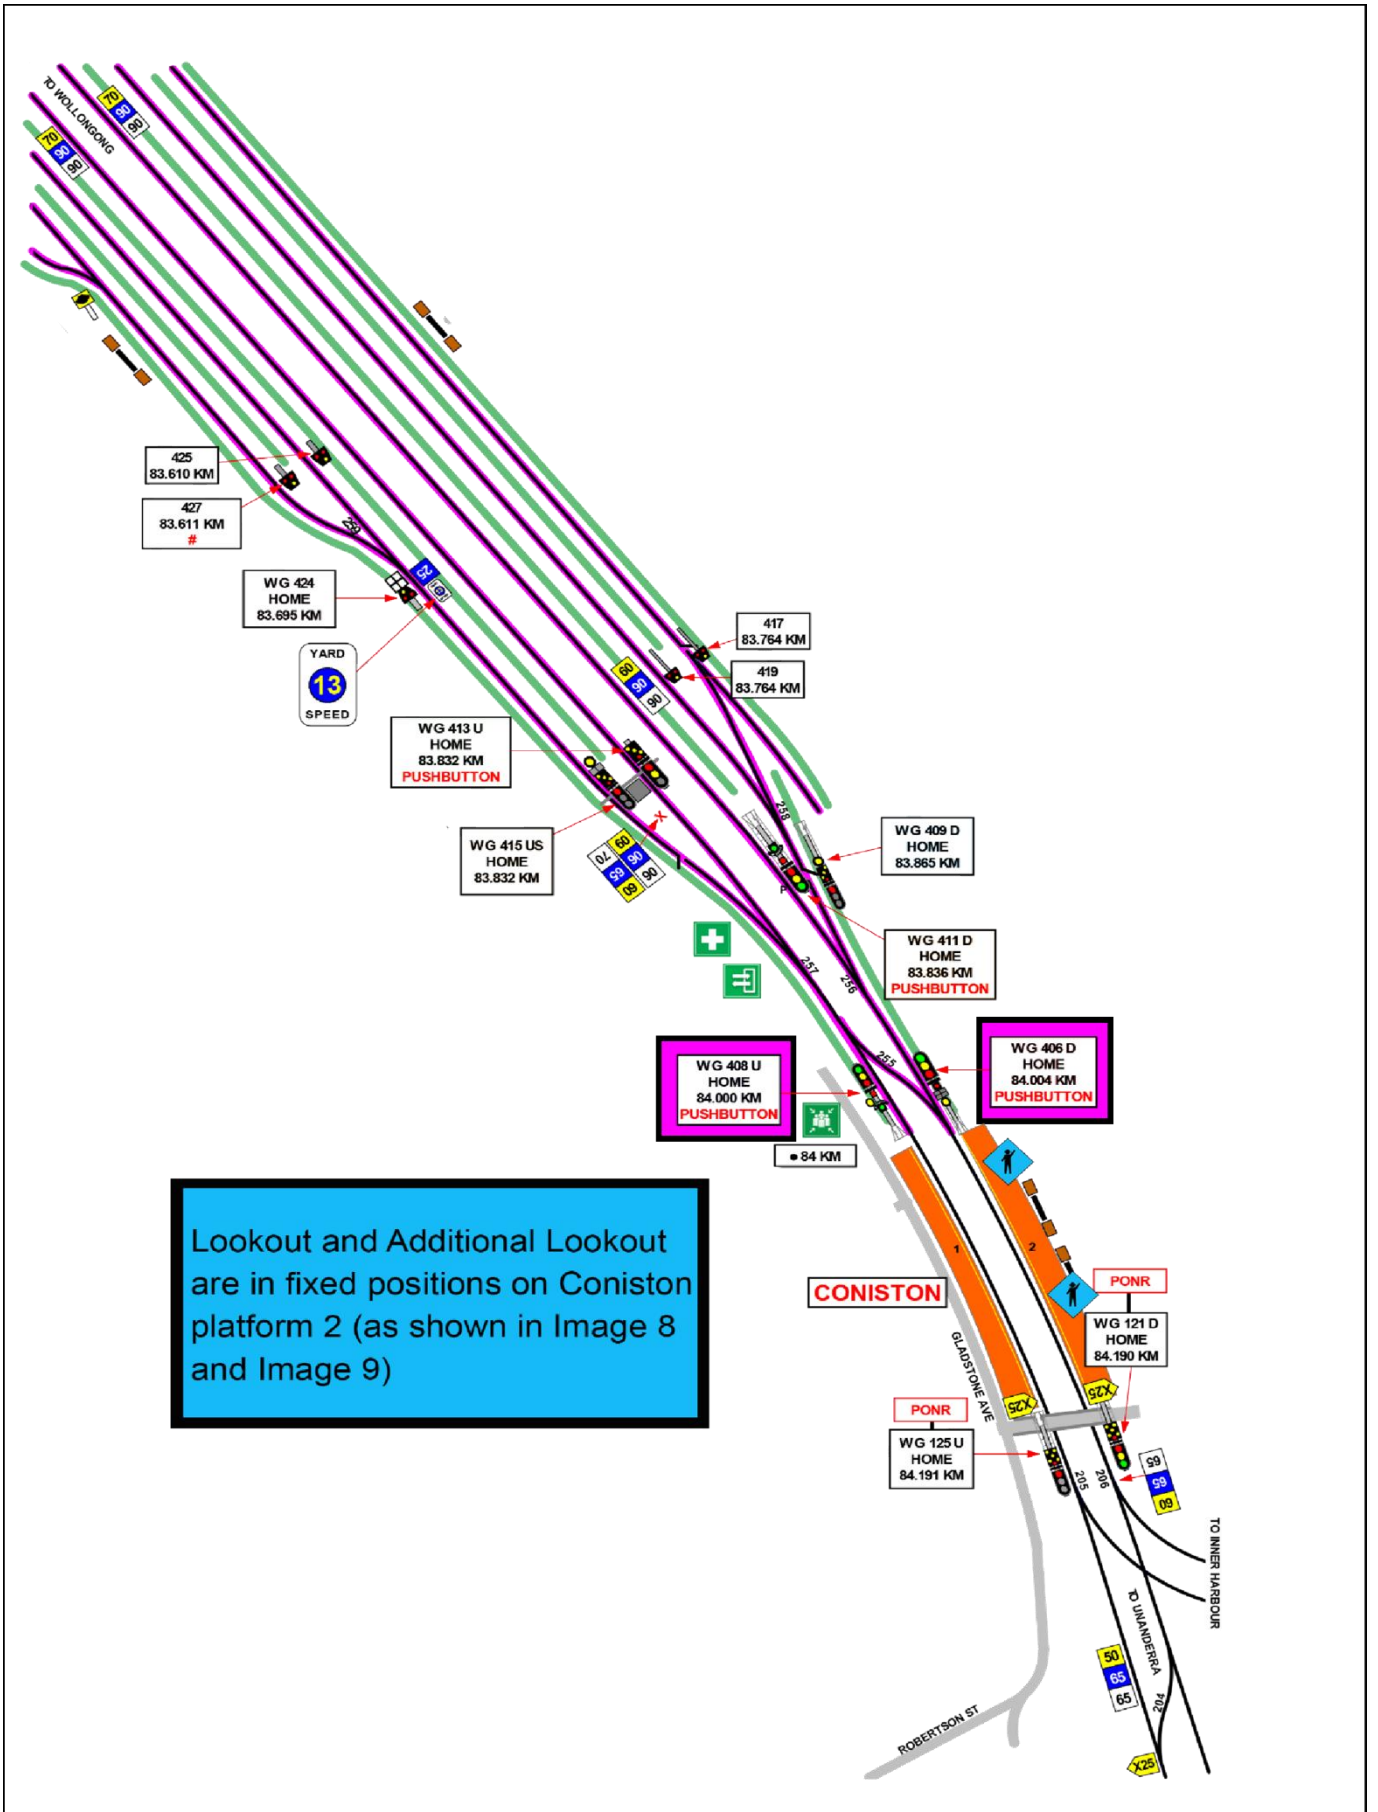 TO WOLLONGONG
70
90
90
70
90
90
425
83.610 KM
427
83.611 KM
#
259
WG 424
HOME
83.695 KM
25
YARD
13
SPEED
417
83.764 KM
419
83.764 KM
60
90
90
WG 413 U
HOME
83.832 KM
PUSHBUTTON
WG 415 US
HOME
83.832 KM
X
70
65
60
60
90
90
258
P
WG 409 D
HOME
83.865 KM
WG 411 D
HOME
83.836 KM
PUSHBUTTON
257
256
255
WG 408 U
HOME
84.000 KM
PUSHBUTTON
WG 406 D
HOME
84.004 KM
PUSHBUTTON
84 KM
Lookout and Additional Lookout
are in fixed positions on Coniston
platform 2 (as shown in Image 8
and Image 9)
1
2
CONISTON
GLADSTONE AVE
PONR
WG 121 D
HOME
84.190 KM
PONR
WG 125 U
HOME
84.191 KM
X25
X25
205
206
65
65
60
TO INNER HARBOUR
TO UNANDERRA
50
65
65
204
ROBERTSON ST
X25